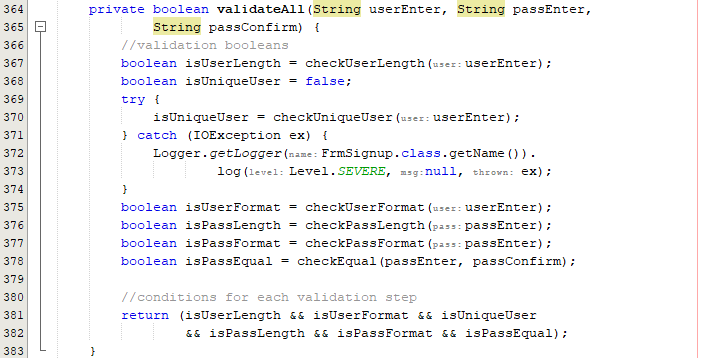 364 private boolean validateAll(String userEnter, String passEnter,
365 String passConfirm) {
366 //validation booleans
367 boolean isUserLength = checkUserLength(user: userEnter);
368 boolean isUniqueUser = false;
369 try {
370 isUniqueUser = checkUniqueUser(user: userEnter);
371 } catch (IOException ex) {
372 Logger.getLogger(name: FrmSignup.class.getName()).
373 log(level: Level.SEVERE, msg: null, thrown: ex);
374 }
375 boolean isUserFormat = checkUserFormat(user: userEnter);
376 boolean isPassLength = checkPassLength(pass: passEnter);
377 boolean isPassFormat = checkPassFormat(pass: passEnter);
378 boolean isPassEqual = checkEqual(passEnter, passConfirm);
379
380 //conditions for each validation step
381 return (isUserLength && isUserFormat && isUniqueUser
382 && isPassLength && isPassFormat && isPassEqual);
383 }